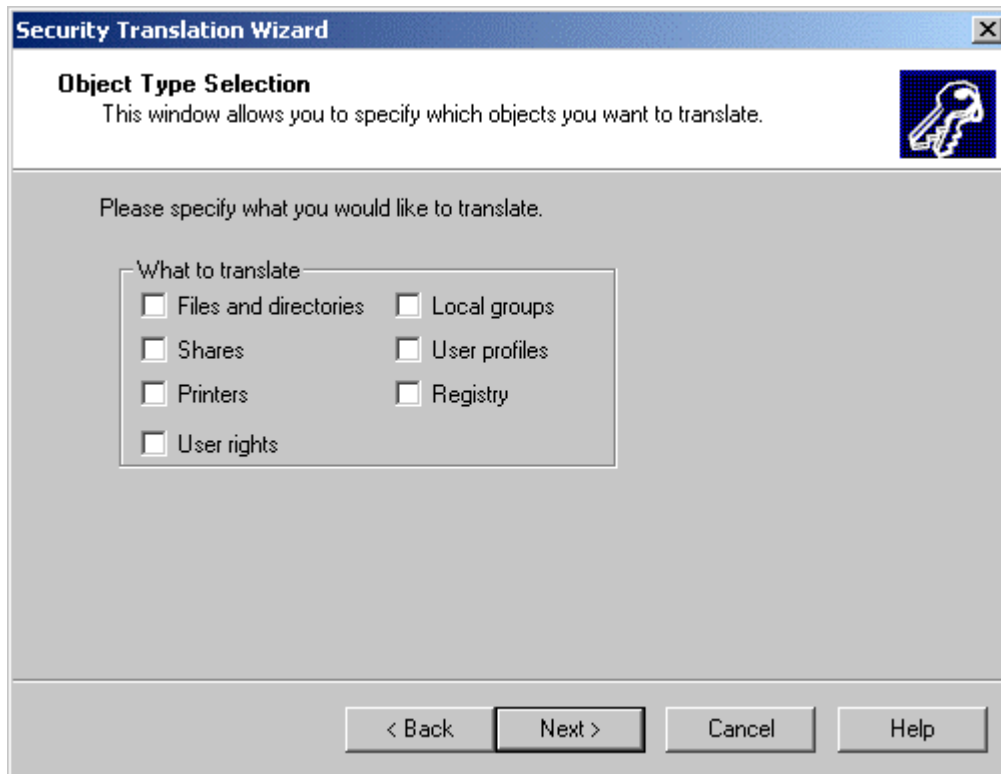 Security Translation Wizard
Object Type Selection
This window allows you to specify which objects you want to translate.
Please specify what you would like to translate.
What to translate
Files and directories
Local groups
Shares
User profiles
Printers
Registry
User rights
< Back
Next >
Cancel
Help